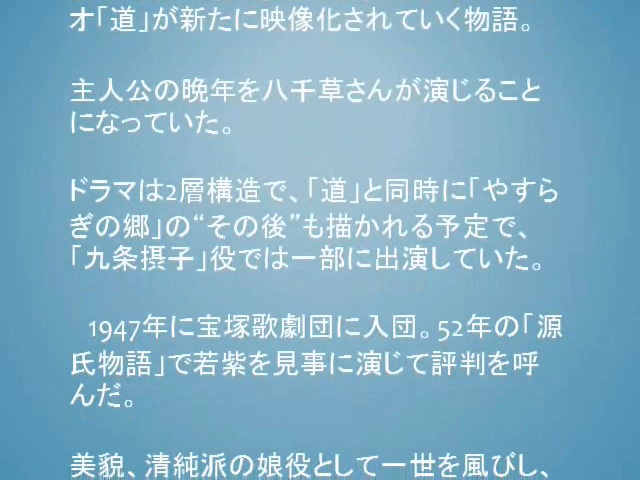 オ「道」が新たに映像化されていく物語。
主人公の晩年を八千草さんが演じること
になっていた。
ドラマは2層構造で、「道」と同時に「やすら
ぎの郷」の“その後”も描かれる予定で、
「九条摂子」役では一部に出演していた。
1947年に宝塚歌劇団に入団。52年の「源
氏物語」で若紫を見事に演じて評判を呼
んだ。
美貌、清純派の娘役として一世を風びし、